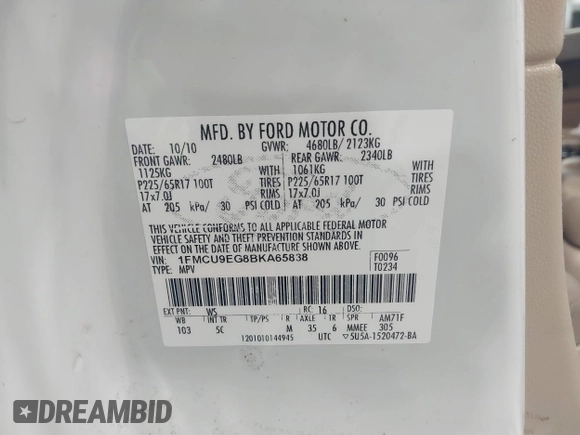 MFD. BY FORD MOTOR CO.
DATE: 10/10 GVWR: 4680LB/ 2123KG
FRONT GAWR: 2480LB REAR GAWR: 2340LB
1125KG WITH 1061KG WITH
P225/65R17 100T TIRES P225/65R17 100T TIRES
17x7.0J RIMS 17x7.0J RIMS
AT 205 kPa/ 30 PSI COLD AT 205 kPa/ 30 PSI COLD
THIS VEHICLE CONFORMS TO ALL APPLICABLE FEDERAL MOTOR
VEHICLE SAFETY AND THEFT PREVENTION STANDARDS IN
EFFECT ON THE DATE OF MANUFACTURE SHOWN ABOVE.
VIN: 1FMCU9EG8BKA65838 F0096
TYPE: MPV T0234
EXT PNT: WS RC: 16 DSO:
WB INT TR TP/PS R AXLE TR SPR AM71F
103 5C M 35 6 MMEE 305
1201010144945 UTC ▽5U5A-1520472-BA
DREAMBID